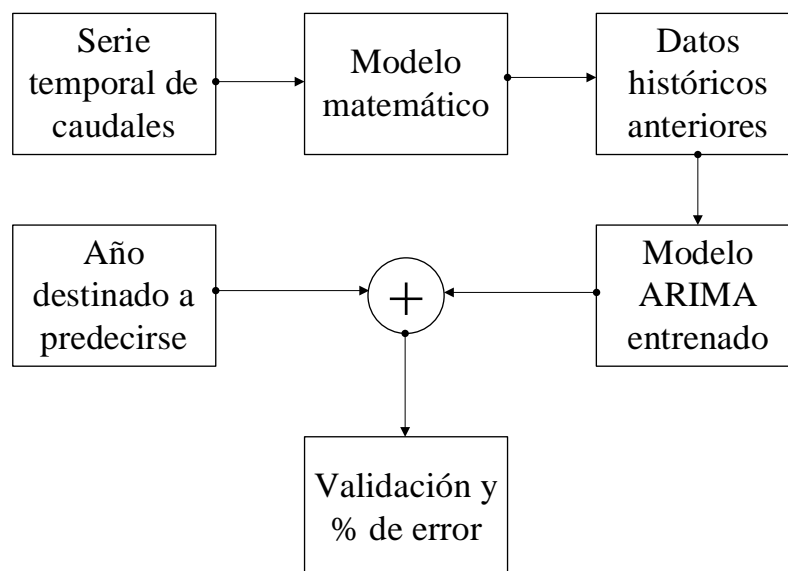 Serie
temporal de
caudales
Modelo
matemático
Datos
históricos
anteriores
Año
destinado a
predecirse
+
Modelo
ARIMA
entrenado
Validación y
% de error